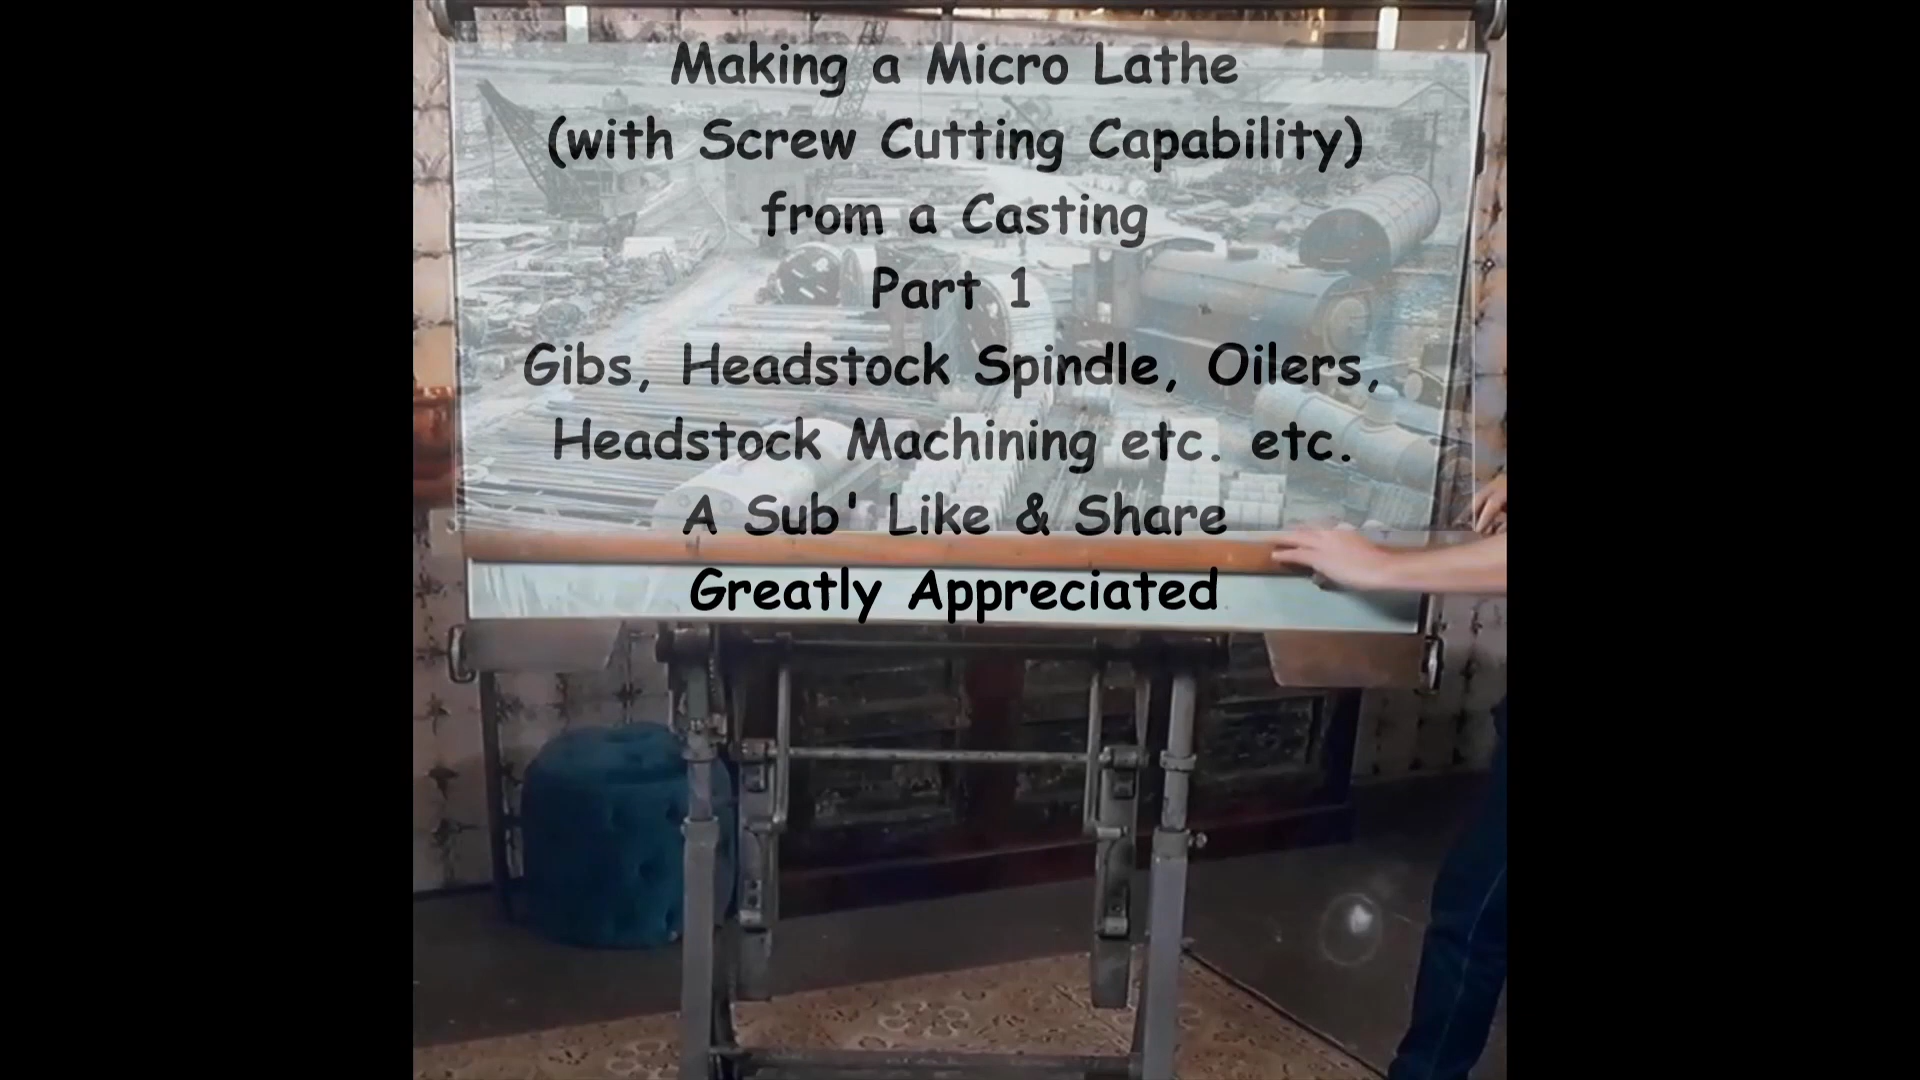 Making a Micro Lathe
(with Screw Cutting Capability)
from a Casting
Part 1
Gibs, Headstock Spindle, Oilers,
Headstock Machining etc. etc.
A Sub' Like & Share
Greatly Appreciated